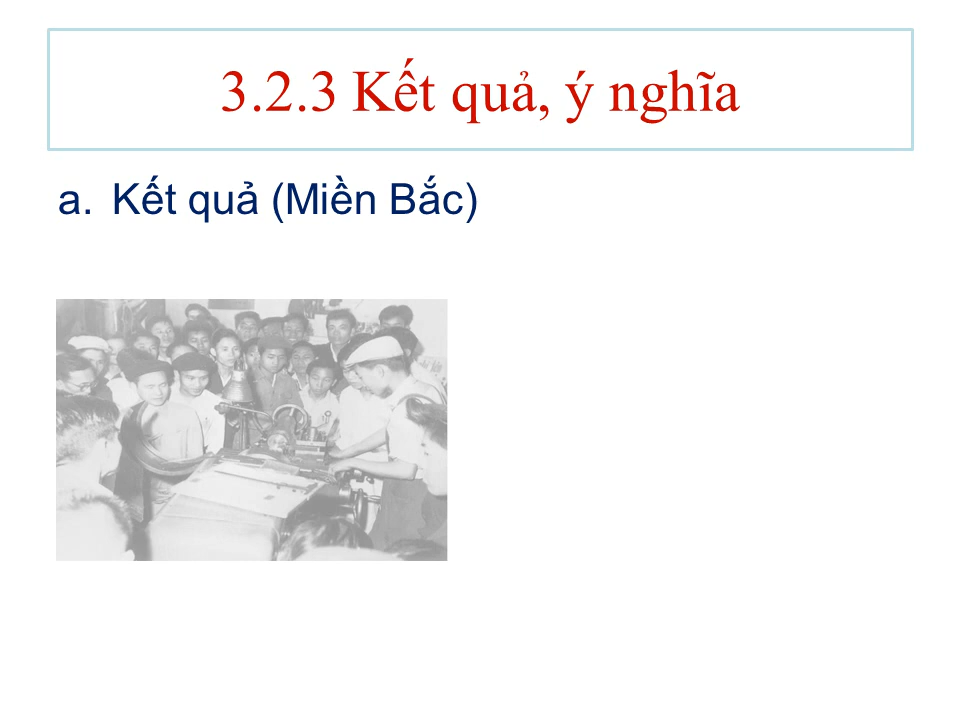 3.2.3 Kết quả, ý nghĩa
a. Kết quả (Miền Bắc)